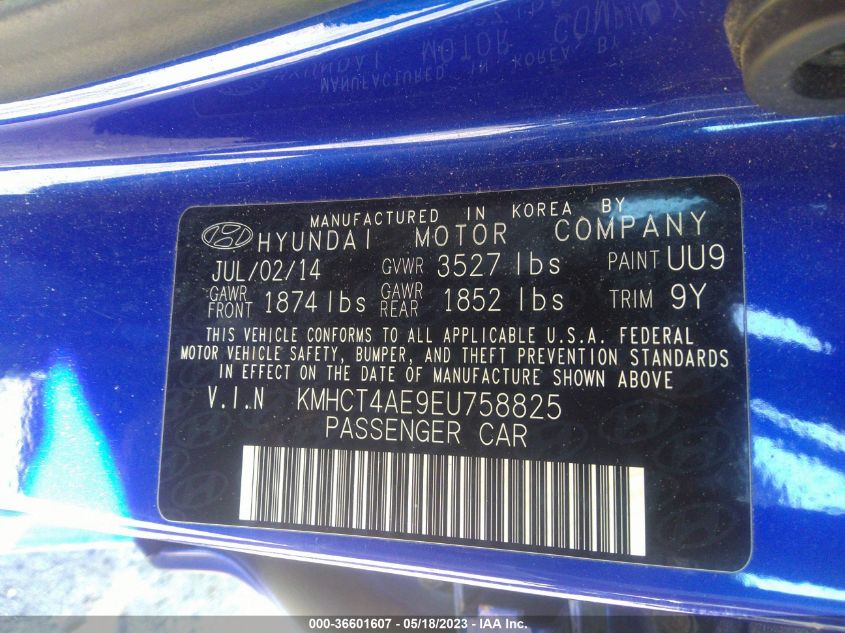 MANUFACTURED IN KOREA BY
HYUNDAI MOTOR COMPANY
JUL/02/14 GVWR 3527 lbs PAINT UU9
GAWR FRONT 1874 lbs GAWR REAR 1852 lbs TRIM 9Y
THIS VEHICLE CONFORMS TO ALL APPLICABLE U.S.A. FEDERAL
MOTOR VEHICLE SAFETY, BUMPER, AND THEFT PREVENTION STANDARDS
IN EFFECT ON THE DATE OF MANUFACTURE SHOWN ABOVE
V.I.N KMHCT4AE9EU758825
PASSENGER CAR
000-36601607 - 05/18/2023 - IAA Inc.